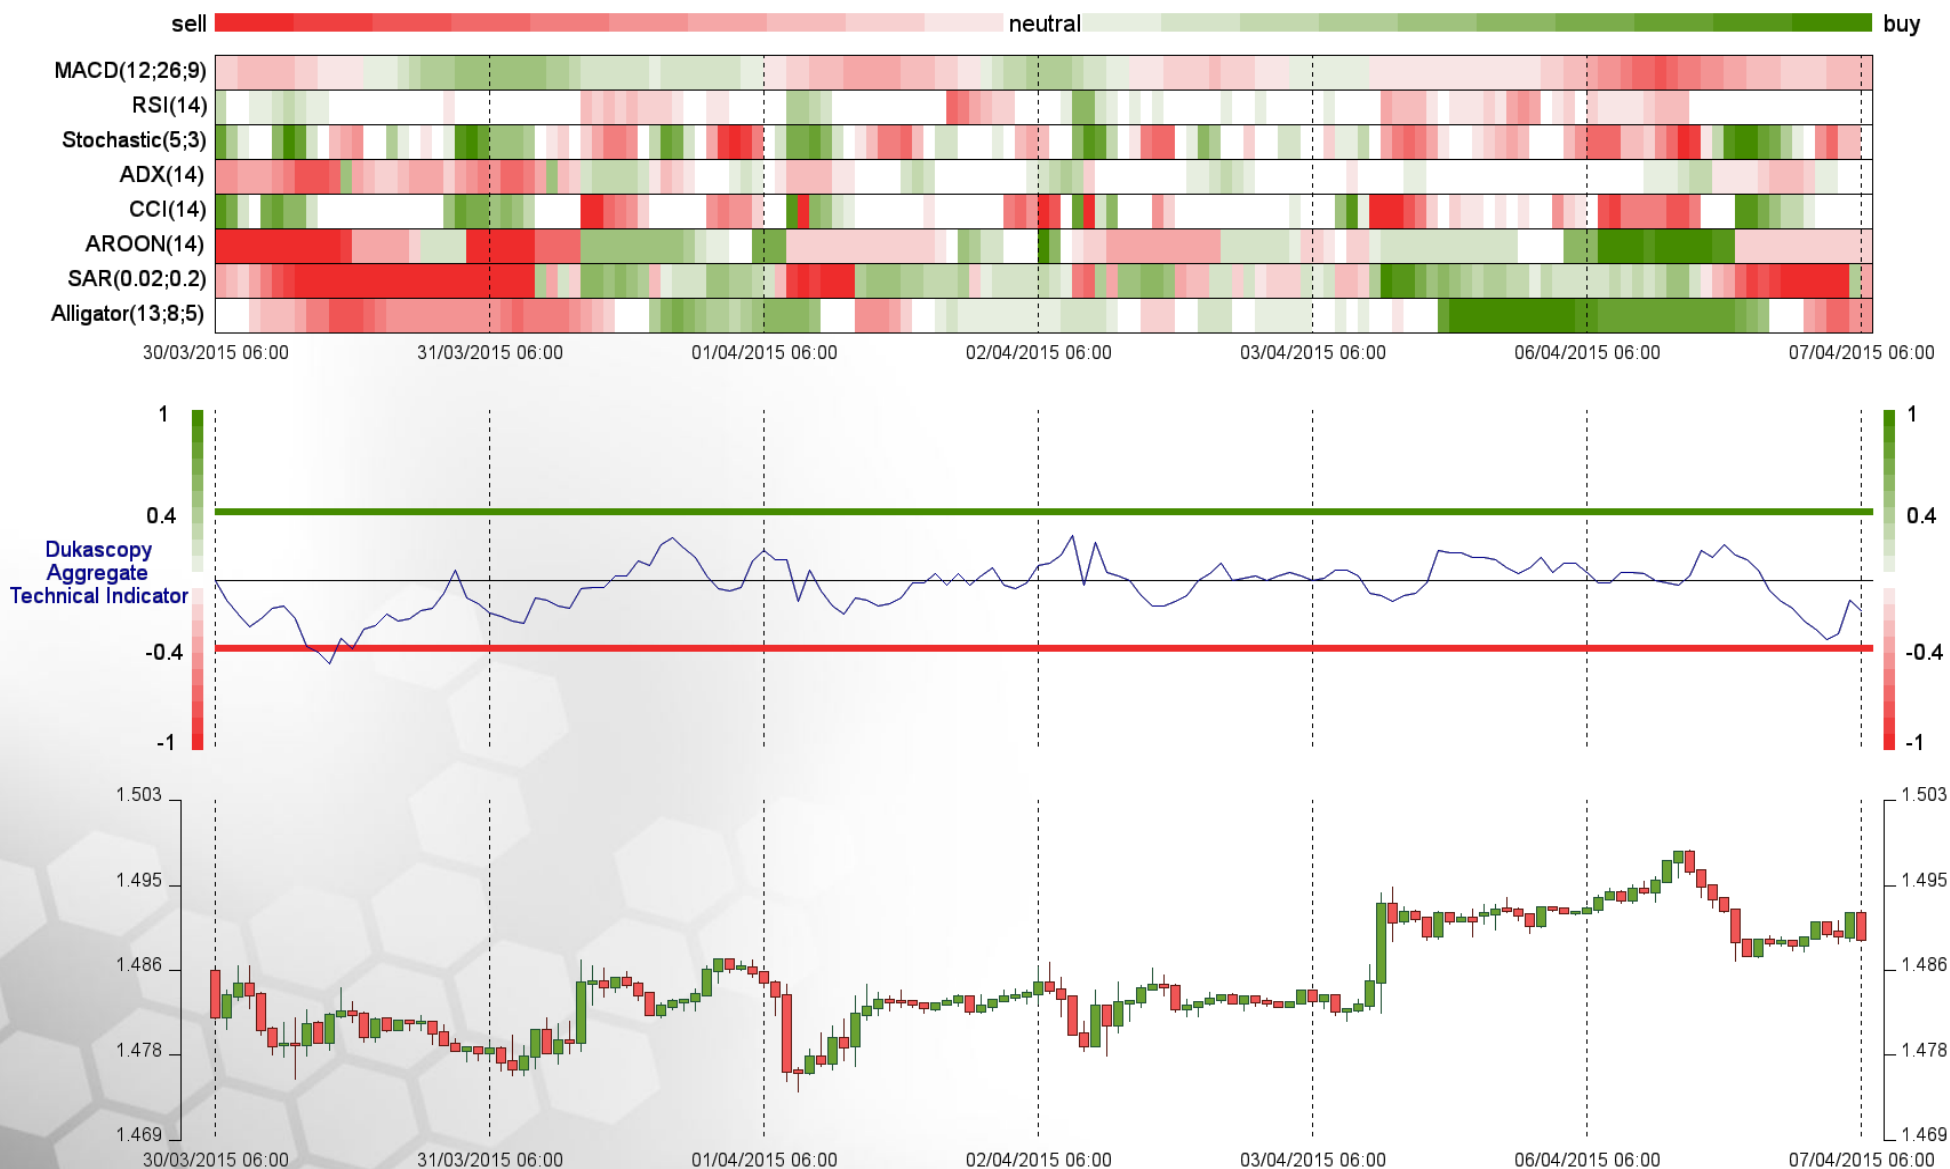 sell neutral buy
MACD(12;26;9)
RSI(14)
Stochastic(5;3)
ADX(14)
CCI(14)
AROON(14)
SAR(0.02;0.2)
Alligator(13;8;5)
30/03/2015 06:00 31/03/2015 06:00 01/04/2015 06:00 02/04/2015 06:00 03/04/2015 06:00 06/04/2015 06:00 07/04/2015 06:00
1 1
0.4 0.4
Dukascopy
Aggregate
Technical Indicator
-0.4 -0.4
-1 -1
1.503 1.503
1.495 1.495
1.486 1.486
1.478 1.478
1.469 1.469
30/03/2015 06:00 31/03/2015 06:00 01/04/2015 06:00 02/04/2015 06:00 03/04/2015 06:00 06/04/2015 06:00 07/04/2015 06:00